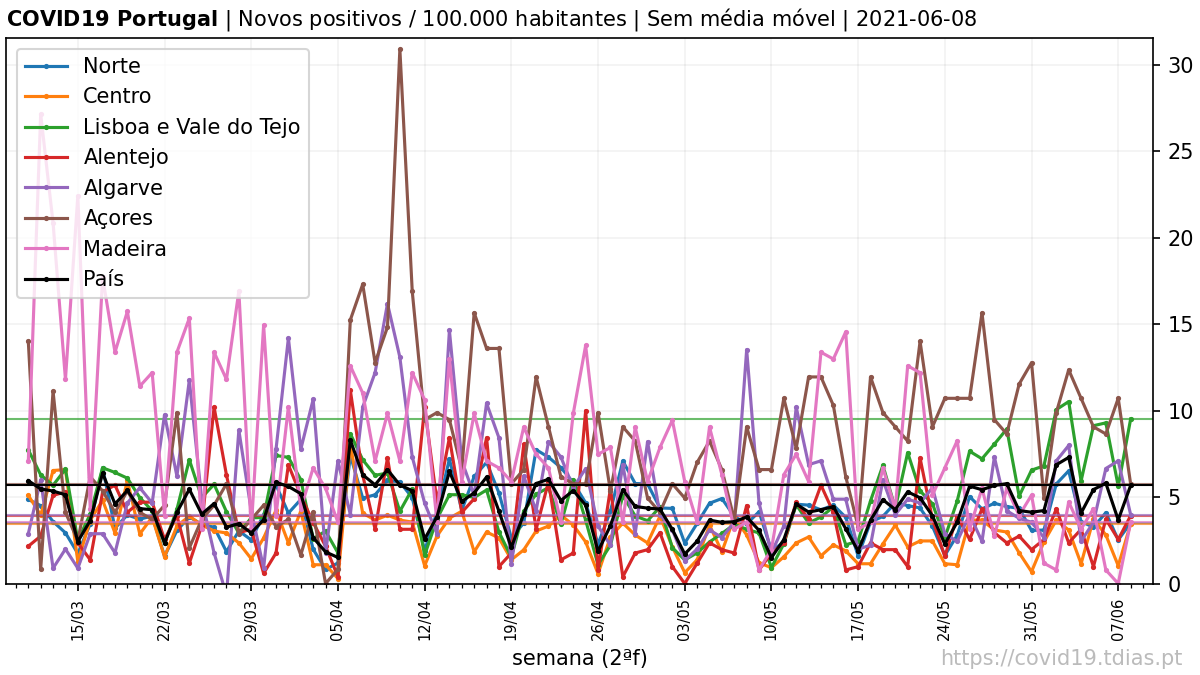 COVID19 Portugal | Novos positivos / 100.000 habitantes | Sem média móvel | 2021-06-08
Norte
Centro
Lisboa e Vale do Tejo
Alentejo
Algarve
Açores
Madeira
País
30
25
20
15
10
5
0
15/03
22/03
29/03
05/04
12/04
19/04
26/04
03/05
10/05
17/05
24/05
31/05
07/06
semana (2ªf)
https://covid19.tdias.pt